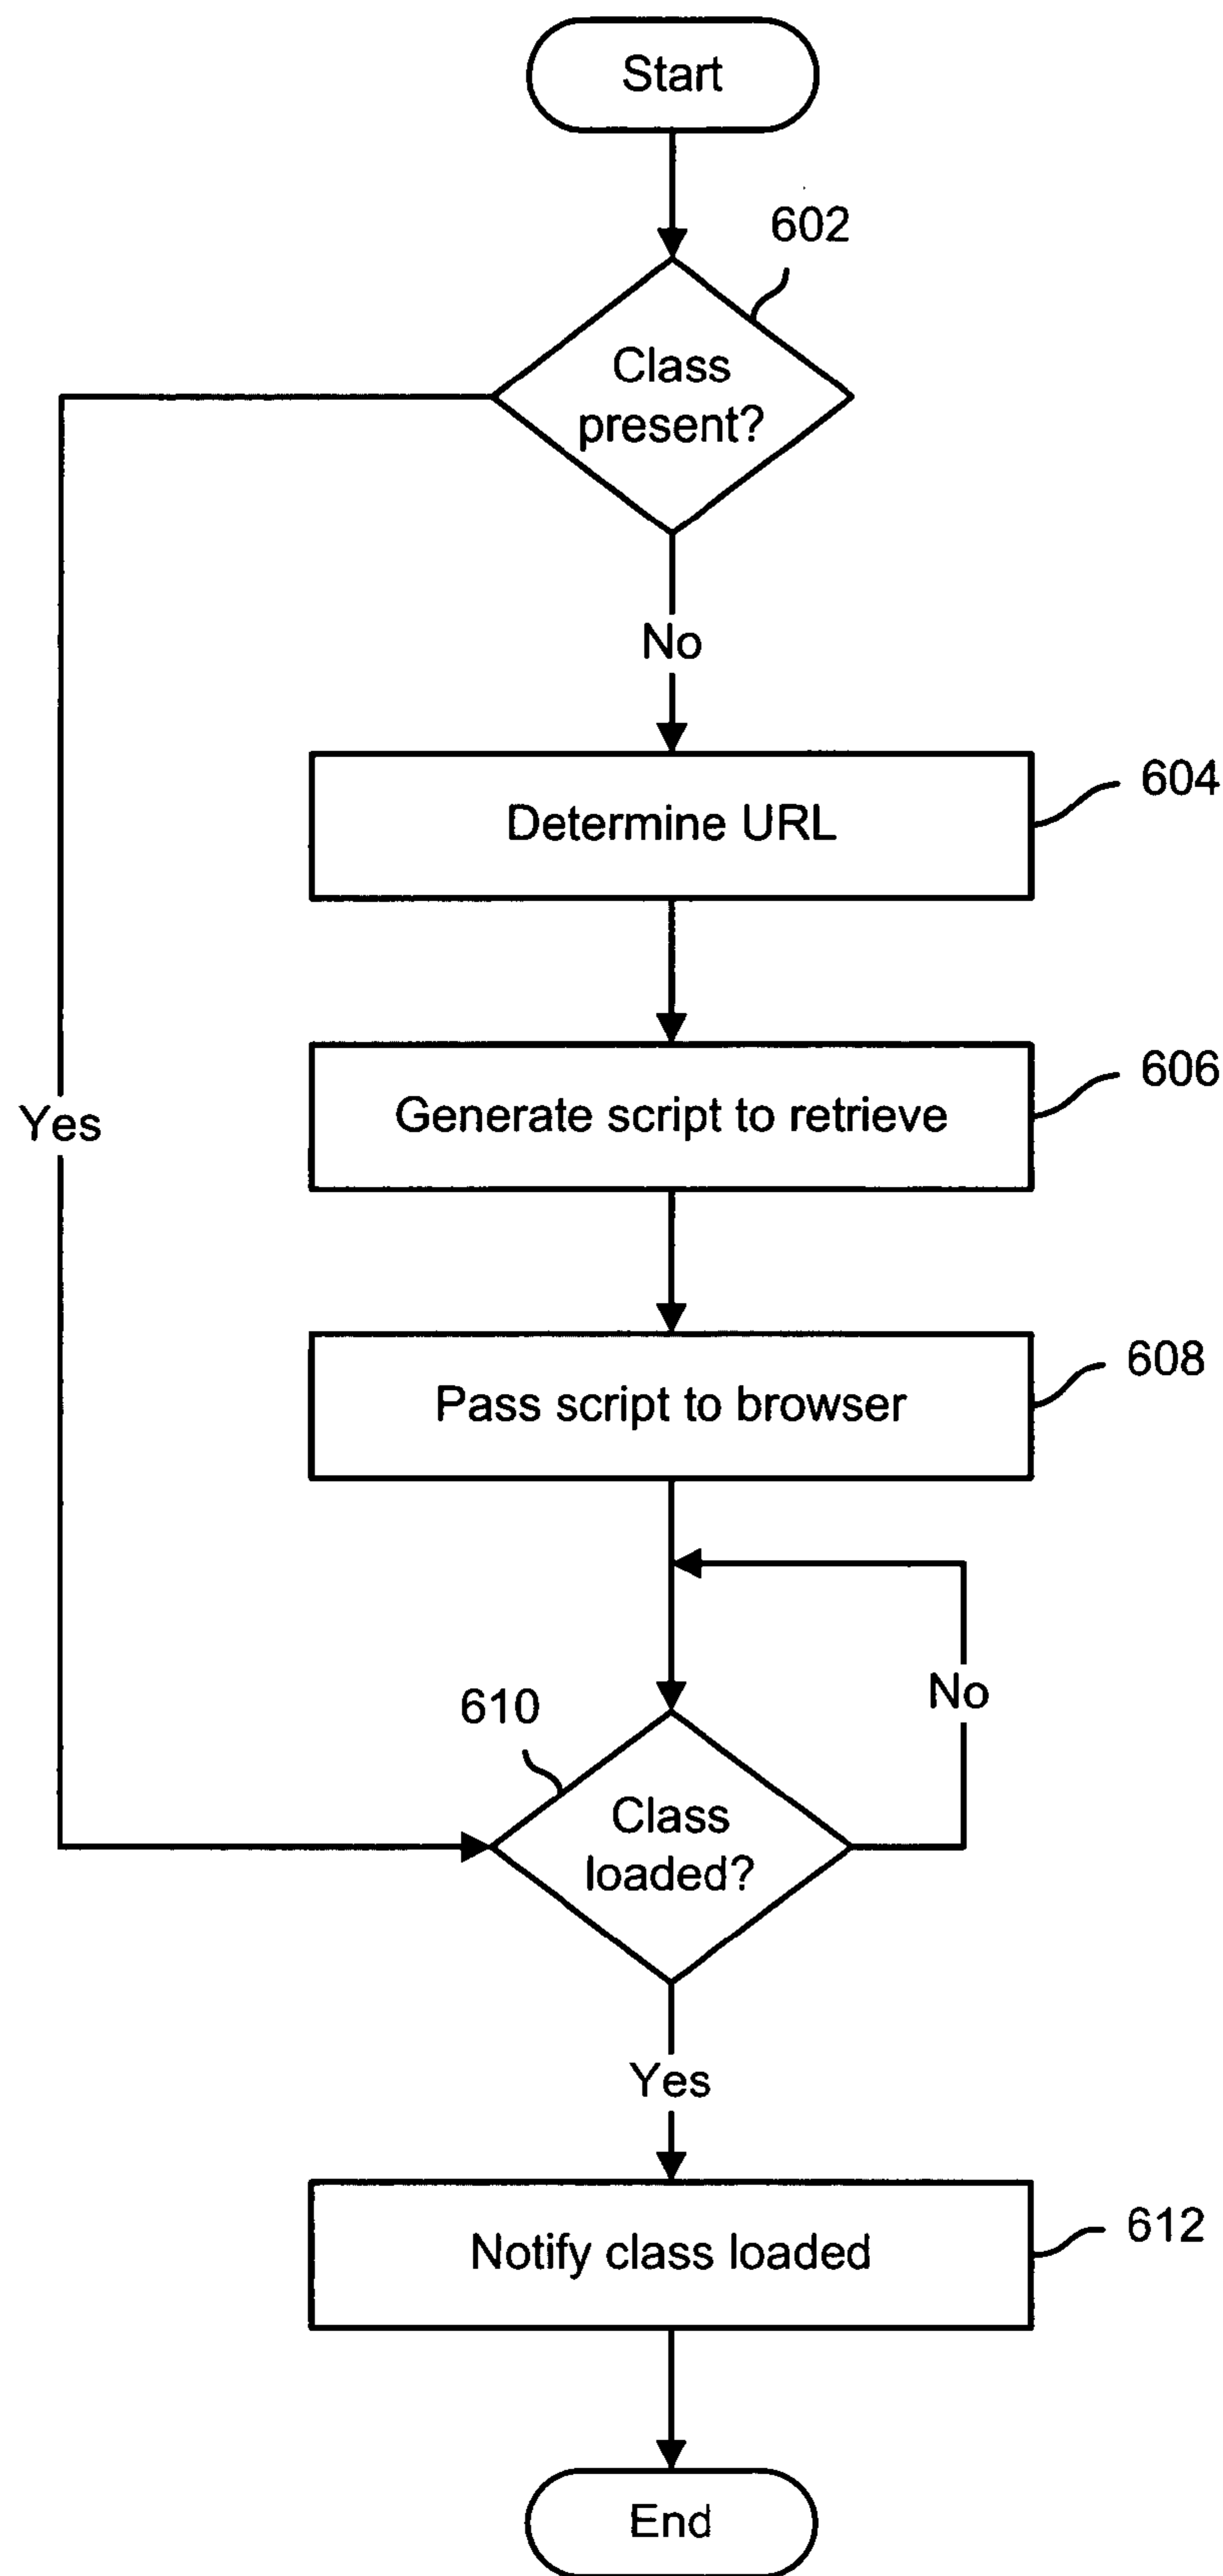 Start
602
Class
present?
No
Determine URL
604
Generate script to retrieve
606
Yes
Pass script to browser
608
No
610
Class
loaded?
Yes
Notify class loaded
612
End